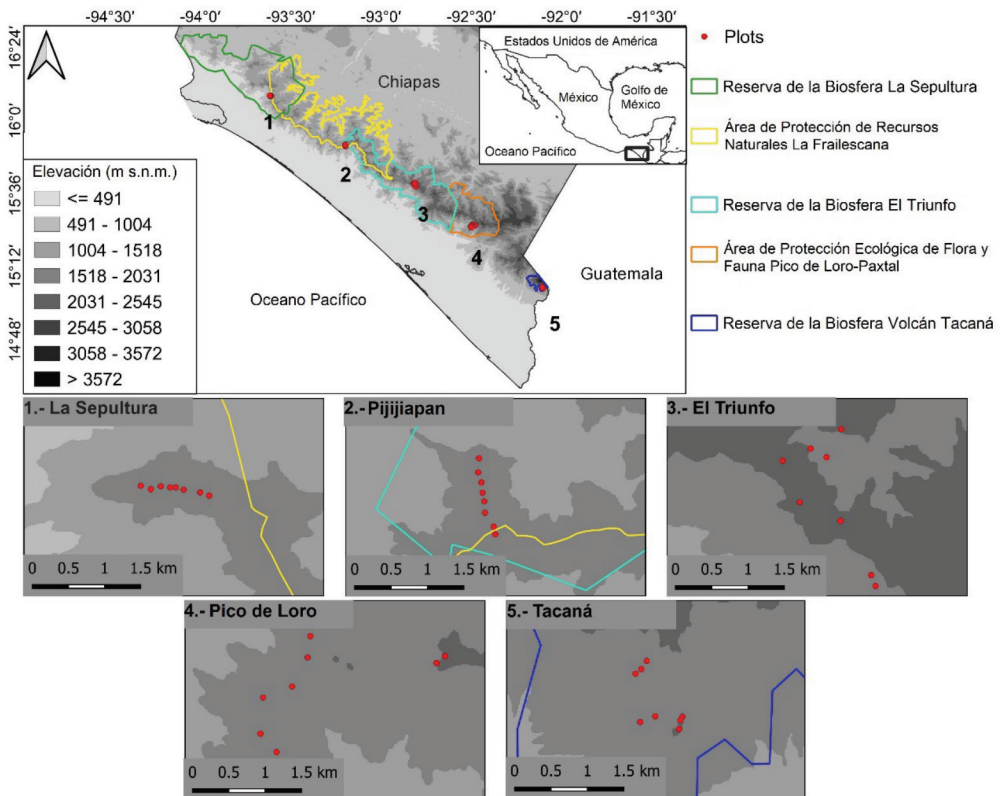 -94°30′
-94°0′
-93°30′
-93°0′
-92°30′
-92°0′
-91°30′
16°24′
16°0′
15°36′
15°12′
14°48′
Chiapas
Estados Unidos de América
México
Golfo de
México
Oceano Pacífico
1
2
3
4
5
Guatemala
Oceano Pacífico
Elevación (m s.n.m.)
<= 491
491 - 1004
1004 - 1518
1518 - 2031
2031 - 2545
2545 - 3058
3058 - 3572
> 3572
Plots
Reserva de la Biosfera La Sepultura
Área de Protección de Recursos
Naturales La Frailescana
Reserva de la Biosfera El Triunfo
Área de Protección Ecológica de Flora y
Fauna Pico de Loro-Paxtal
Reserva de la Biosfera Volcán Tacaná
1.- La Sepultura
0 0.5 1 1.5 km
2.- Pijijiapan
0 0.5 1 1.5 km
3.- El Triunfo
0 0.5 1 1.5 km
4.- Pico de Loro
0 0.5 1 1.5 km
5.- Tacaná
0 0.5 1 1.5 km